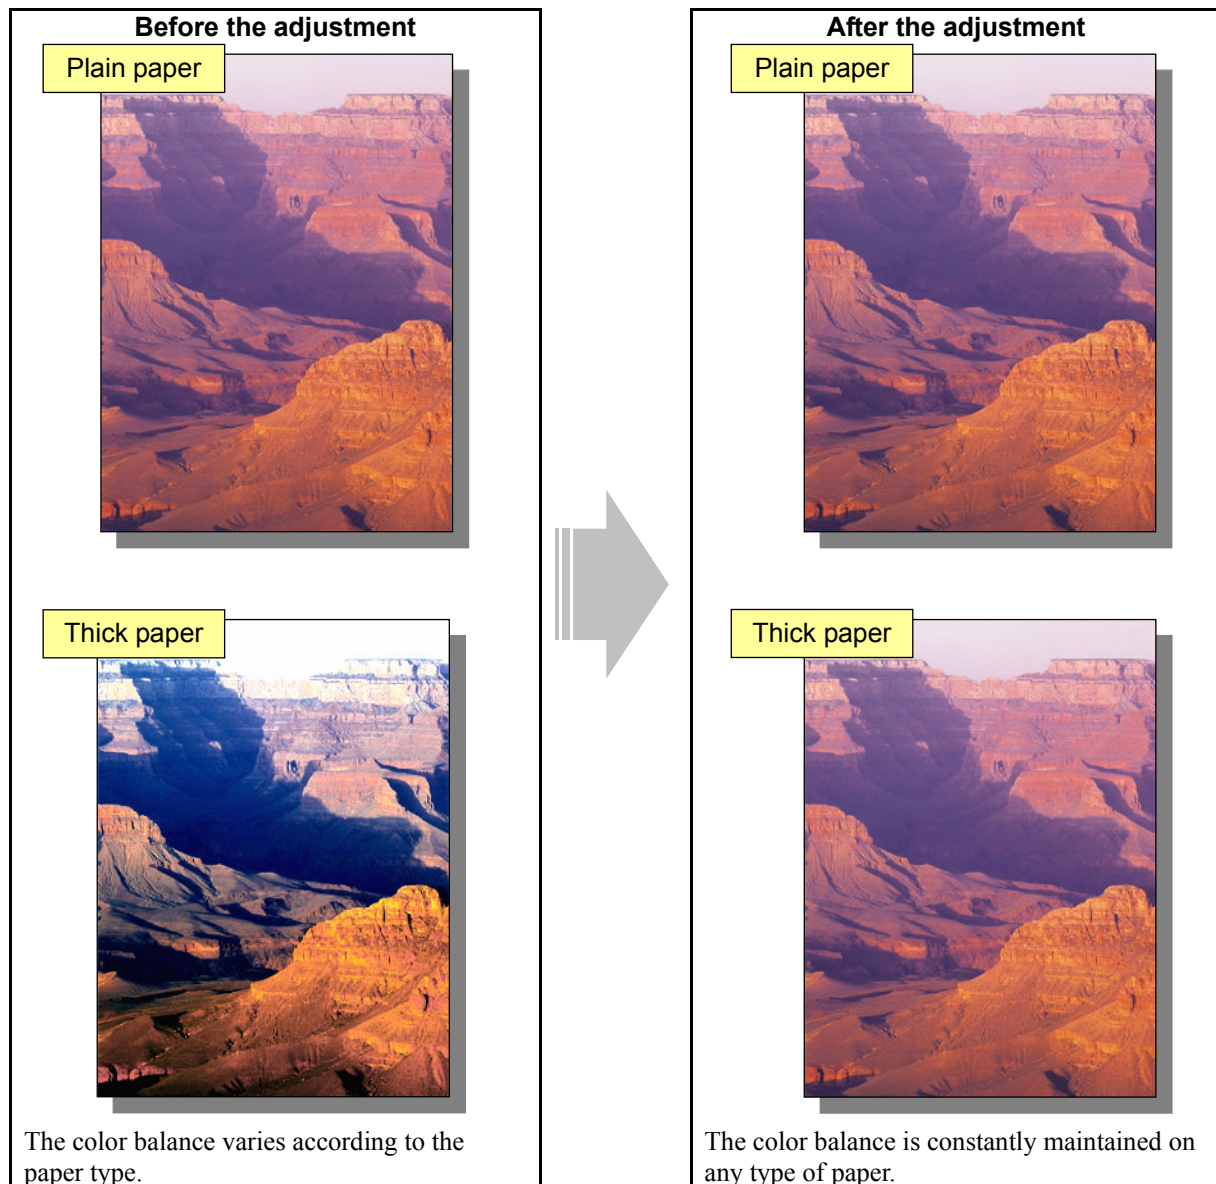 Before the adjustment
Plain paper
Thick paper
The color balance varies according to the
paper type.
After the adjustment
Plain paper
Thick paper
The color balance is constantly maintained on
any type of paper.